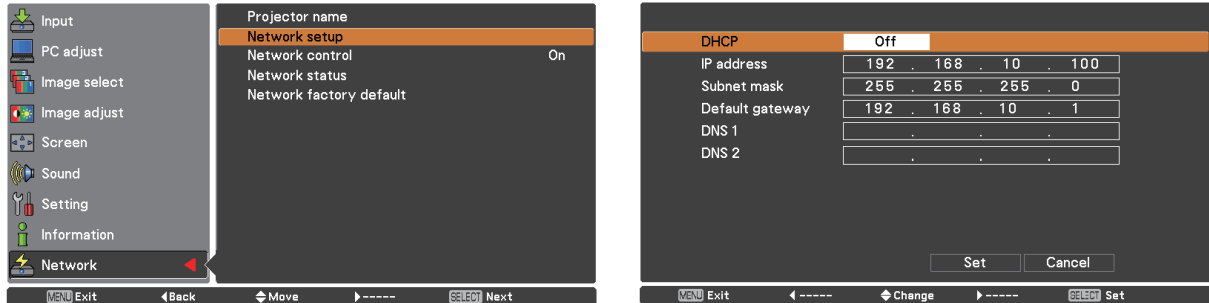 Input
PC adjust
Image select
Image adjust
Screen
Sound
Setting
Information
Network
Projector name
Network setup
Network control On
Network status
Network factory default
MENU Exit Back Move ----- SELECT Next
DHCP Off
IP address 192 . 168 . 10 . 100
Subnet mask 255 . 255 . 255 . 0
Default gateway 192 . 168 . 10 . 1
DNS 1 . . .
DNS 2 . . .
Set Cancel
MENU Exit ----- Change ----- SELECT Set